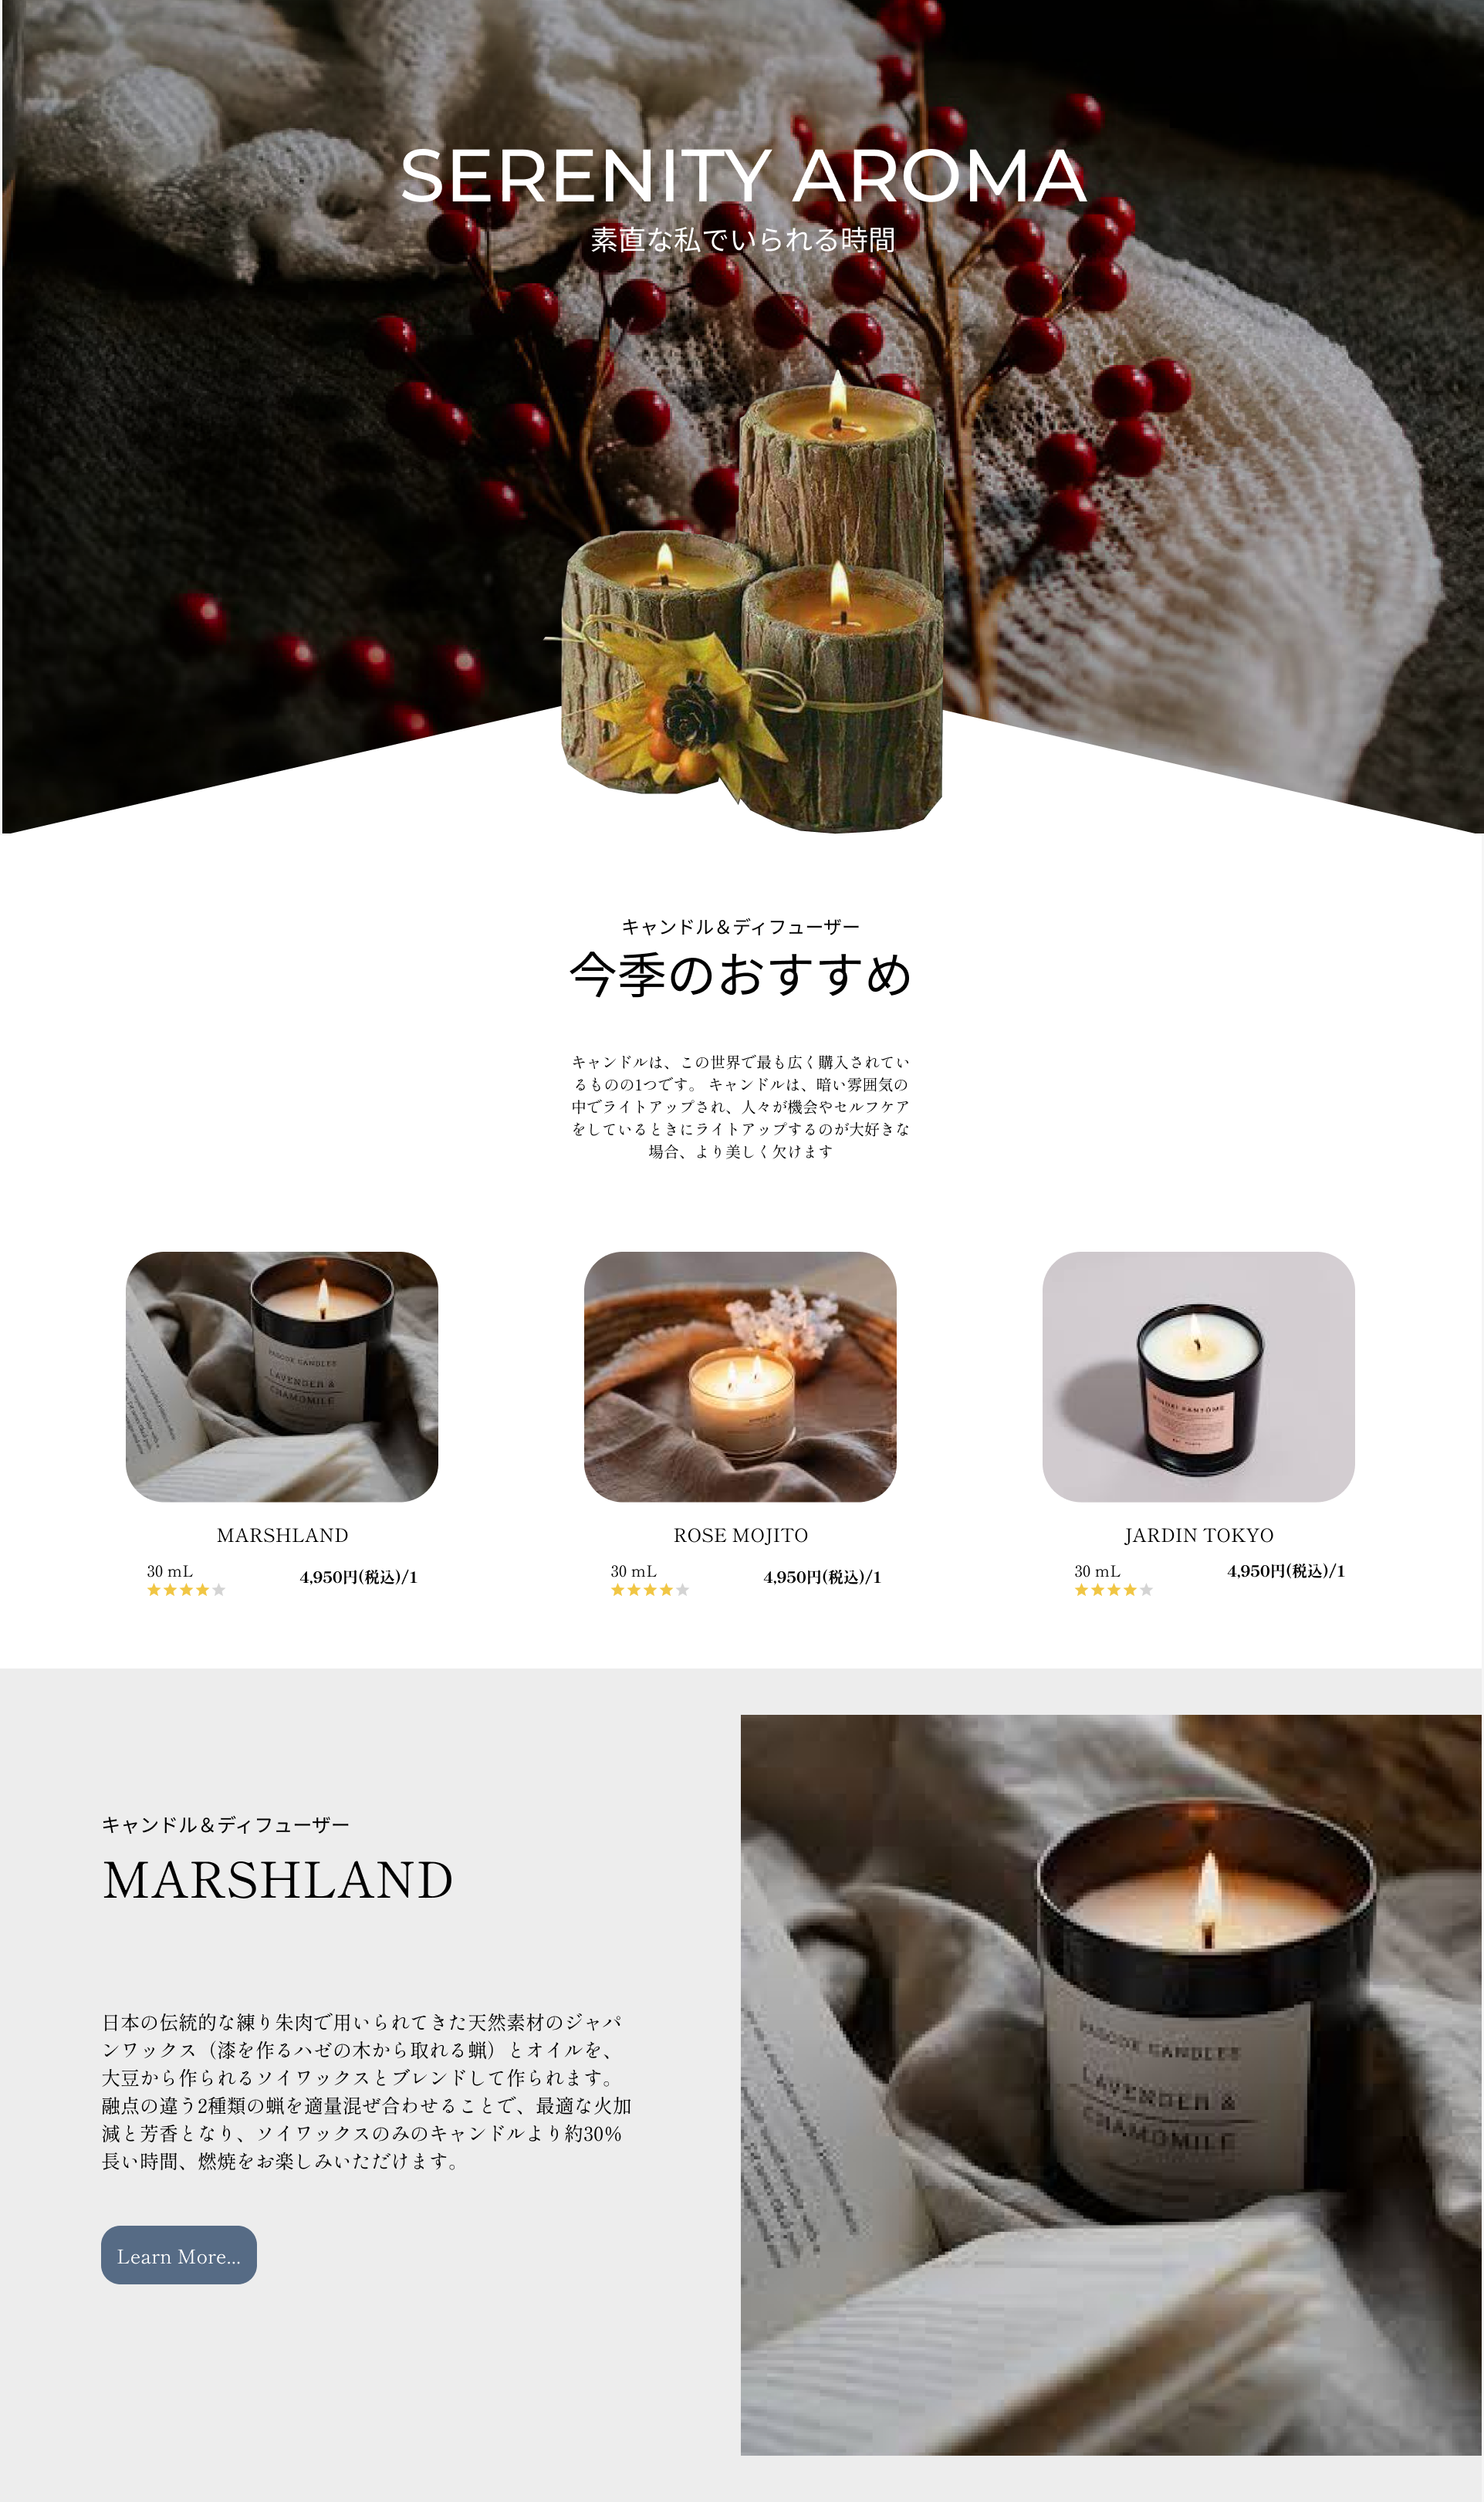 SERENITY AROMA
素直な私でいられる時間
キャンドル＆ディフューザー
今季のおすすめ
キャンドルは、この世界で最も広く購入されてい
るものの1つです。 キャンドルは、暗い雰囲気の
中でライトアップされ、人々が機会やセルフケア
をしているときにライトアップするのが大好きな
場合、より美しく欠けます
LAVENDER &
CHAMOMILE
MARSHLAND
30 mL
4,950円(税込)/1
ROSE MOJITO
30 mL
4,950円(税込)/1
JARDIN TOKYO
30 mL
4,950円(税込)/1
キャンドル＆ディフューザー
MARSHLAND
日本の伝統的な練り朱肉で用いられてきた天然素材のジャパ
ンワックス（漆を作るハゼの木から取れる蝋）とオイルを、
大豆から作られるソイワックスとブレンドして作られます。
融点の違う2種類の蝋を適量混ぜ合わせることで、最適な火加
減と芳香となり、ソイワックスのみのキャンドルより約30%
長い時間、燃焼をお楽しみいただけます。
Learn More...
CANDLES
LAVENDER &
CHAMOMILE